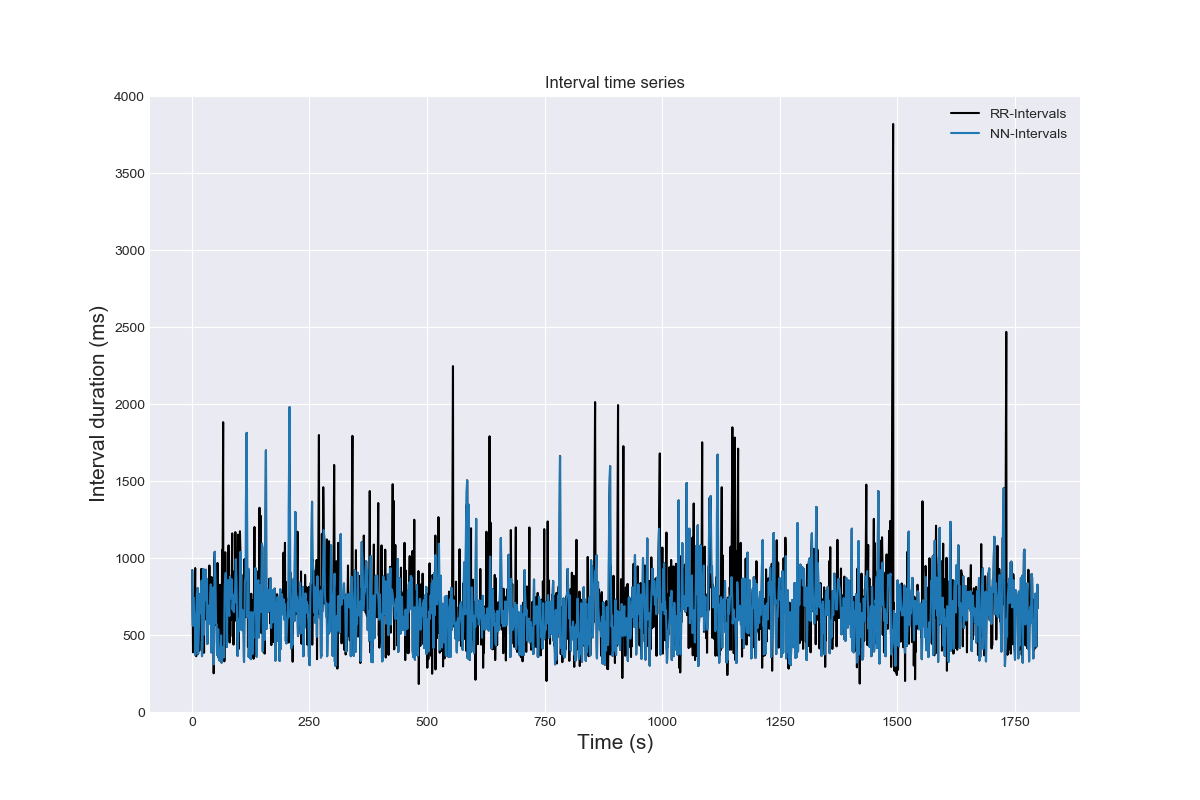 Interval time series
4000
3500
3000
2500
2000
1500
1000
500
0
Interval duration (ms)
RR-Intervals
NN-Intervals
0 250 500 750 1000 1250 1500 1750
Time (s)